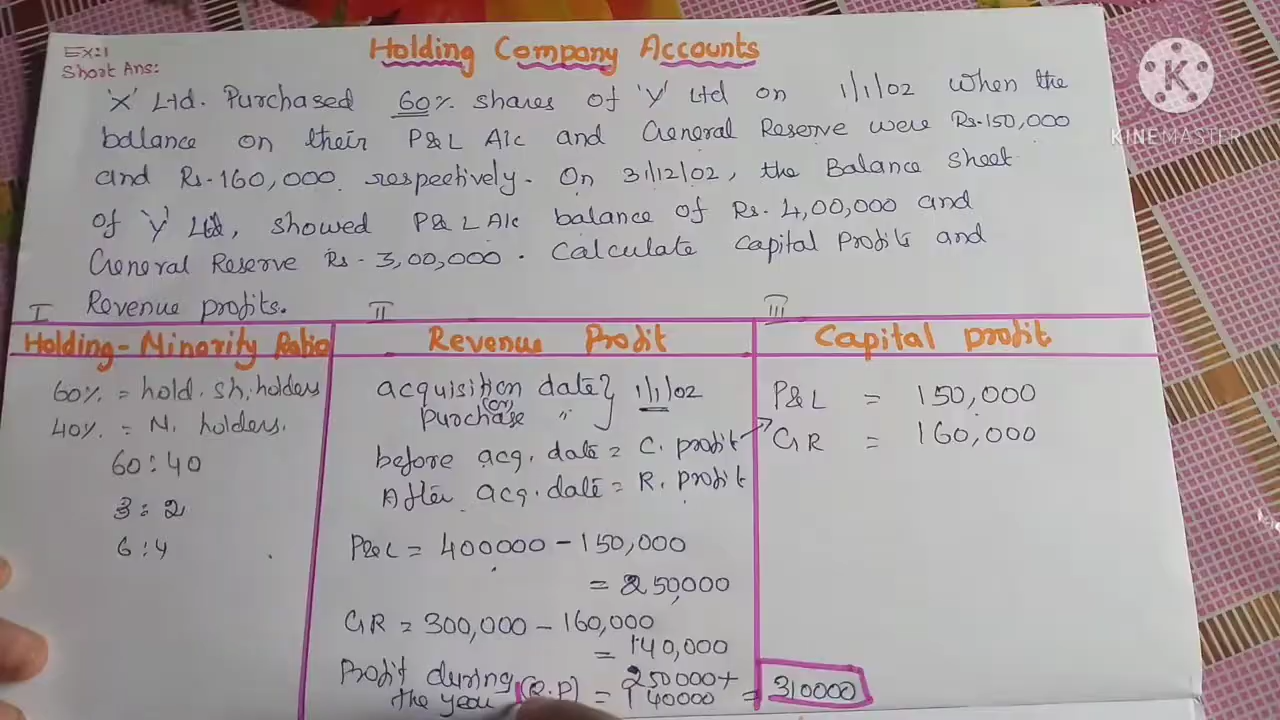 Ex:1
Short Ans:
Holding Company Accounts
'X' Ltd. Purchased 60% shares of 'Y' Ltd on 1/1/02 when the
balance on their P&L A/c and General Reserve were Rs.150,000
and Rs.160,000 respectively. On 31/12/02, the Balance Sheet
of 'Y' Ltd, showed P&L A/c balance of Rs. 4,00,000 and
General Reserve Rs. 3,00,000. Calculate Capital Profits and
Revenue profits.
I
II
III
Holding-Minority Ratio
Revenue Profit
Capital profit
60% = hold. sh. holders
40% = M. holders.
60:40
3:2
6:4
acquisition date} 1/1/02
(or)
Purchase "
before acq. date = C. profit
After acq. date = R. profit
P&L = 400000 - 150,000
= 250000
GR = 300,000 - 160,000
= 140,000
Profit during (R.P) = 250000+
the year 140000 =
P&L = 150,000
GR = 160,000
310000
KINEMASTER